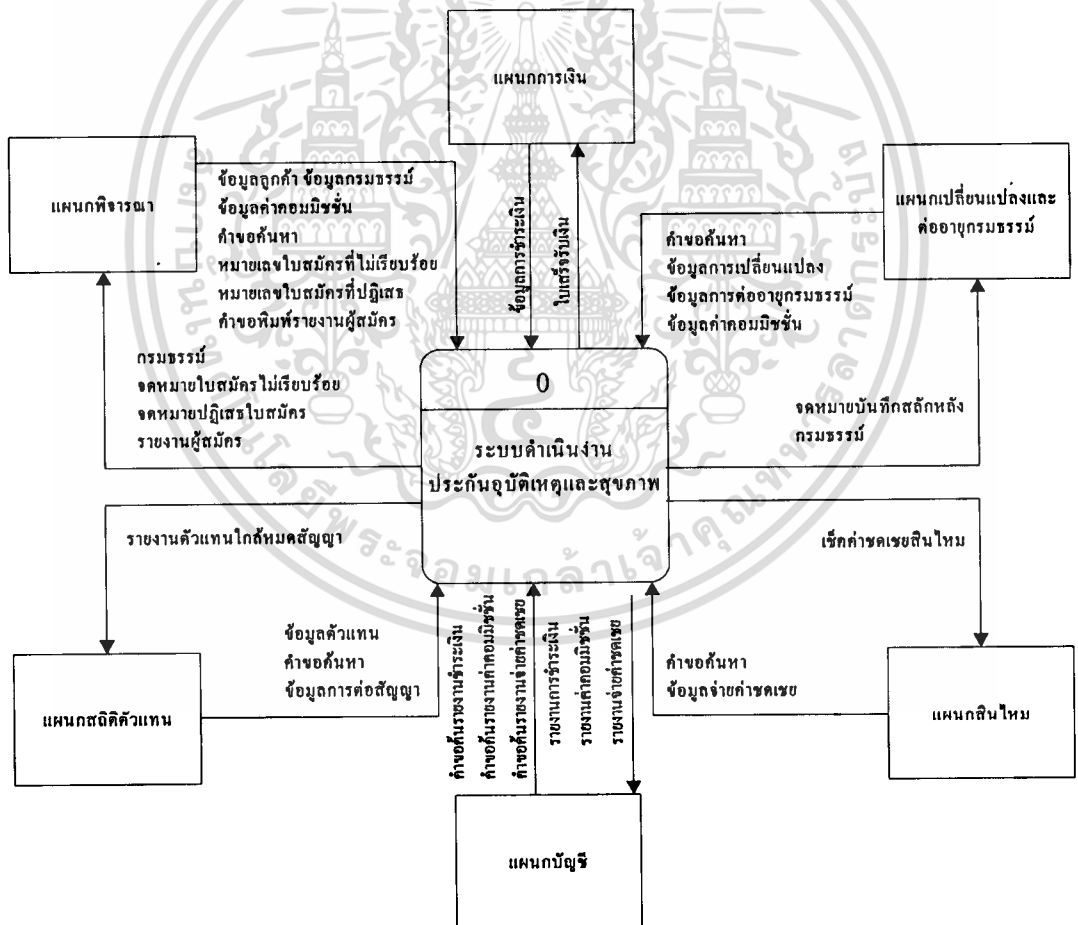 แผนกการเงิน
แผนกพิจารณา
ข้อมูลลูกค้า ข้อมูลกรมธรรม์
ข้อมูลค่าคอมมิชชั่น
คำขอค้นหา
หมายเลขใบสมัครที่ไม่เรียบร้อย
หมายเลขใบสมัครที่ปฏิเสธ
คำขอพิมพ์รายงานผู้สมัคร
ข้อมูลการชำระเงิน
ใบเสร็จรับเงิน
แผนกเปลี่ยนแปลงและ
ต่ออายุกรมธรรม์
คำขอค้นหา
ข้อมูลการเปลี่ยนแปลง
ข้อมูลการต่ออายุกรมธรรม์
ข้อมูลค่าคอมมิชชั่น
กรมธรรม์
จดหมายใบสมัครไม่เรียบร้อย
จดหมายปฏิเสธใบสมัคร
รายงานผู้สมัคร
0
ระบบดำเนินงาน
ประกันอุบัติเหตุและสุขภาพ
จดหมายบันทึกสลักหลัง
กรมธรรม์
รายงานตัวแทนใกล้หมดสัญญา
เช็คค่าชดเชยสินไหม
ข้อมูลตัวแทน
คำขอค้นหา
ข้อมูลการต่อสัญญา
แผนกสถิติตัวแทน
คำขอค้นรายงานชำระเงิน
คำขอค้นรายงานค่าคอมมิชชั่น
คำขอค้นรายงานจ่ายค่าชดเชย
รายงานการชำระเงิน
รายงานค่าคอมมิชชั่น
รายงานจ่ายค่าชดเชย
คำขอค้นหา
ข้อมูลจ่ายค่าชดเชย
แผนกสินไหม
แผนกบัญชี